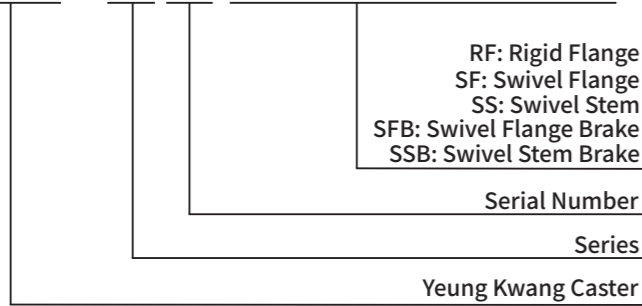 RF: Rigid Flange
SF: Swivel Flange
SS: Swivel Stem
SFB: Swivel Flange Brake
SSB: Swivel Stem Brake
Serial Number
Series
Yeung Kwang Caster